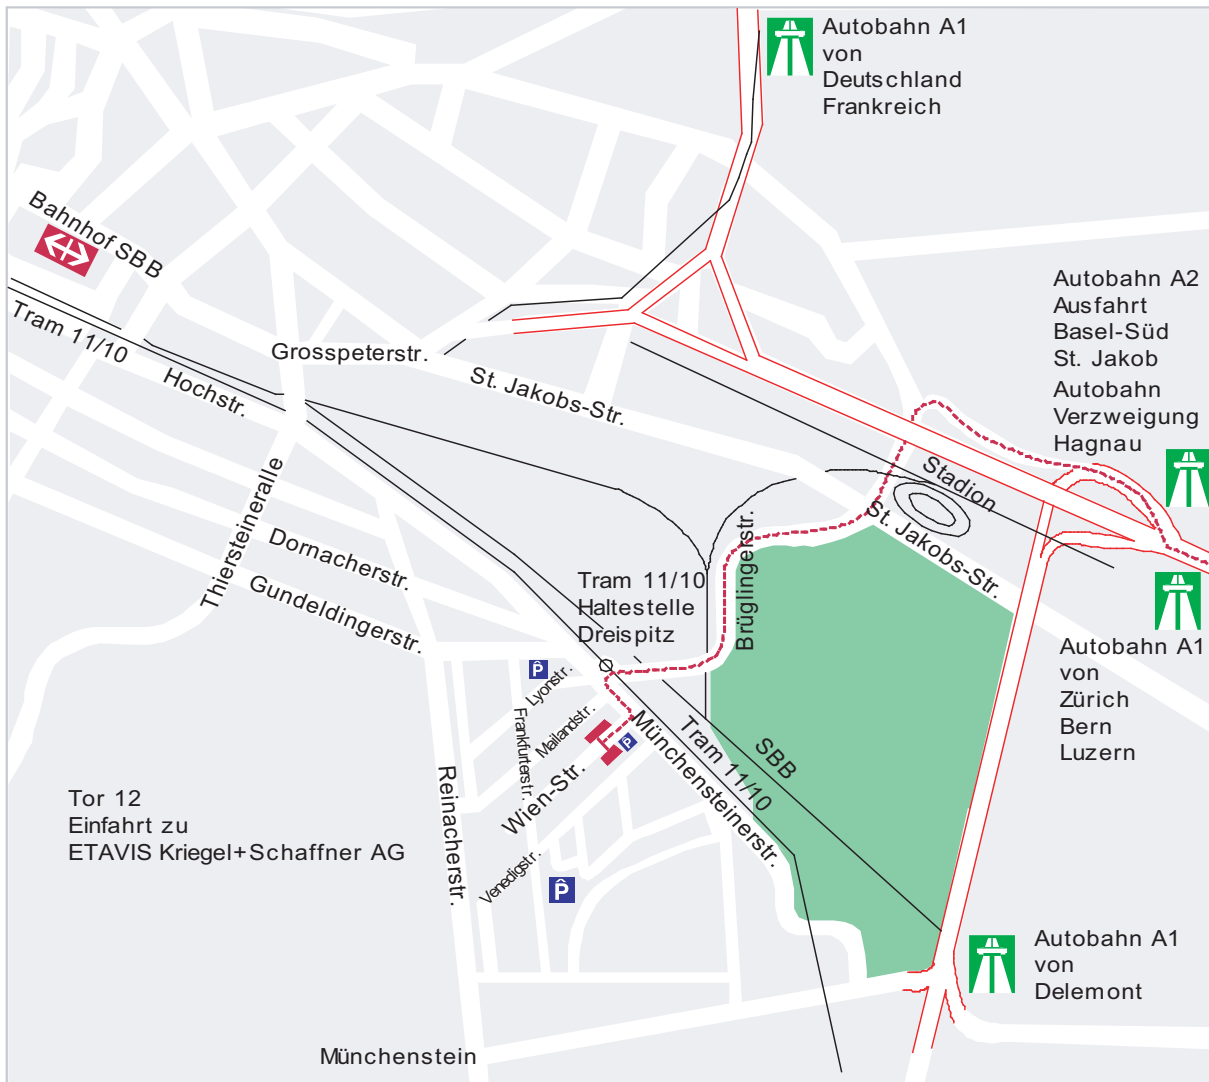 Autobahn A1
von
Deutschland
Frankreich
Bahnhof SBB
Tram 11/10
Hochstr.
Grosspeterstr.
St. Jakobs-Str.
Autobahn A2
Ausfahrt
Basel-Süd
St. Jakob
Autobahn
Verzweigung
Hagnau
Stadion
St. Jakobs-Str.
Thiersteineralle
Dornacherstr.
Gundeldingerstr.
Tram 11/10
Haltestelle
Dreispitz
Brüglingerstr.
Autobahn A1
von
Zürich
Bern
Luzern
P
Lyonstr.
Frankfurterstr.
Mailandstr.
P
Wien-Str.
Münchensteinerstr.
Tram 11/10
SBB
Reinacherstr.
Venedigstr.
P
Tor 12
Einfahrt zu
ETAVIS Kriegel+Schaffner AG
Autobahn A1
von
Delemont
Münchenstein